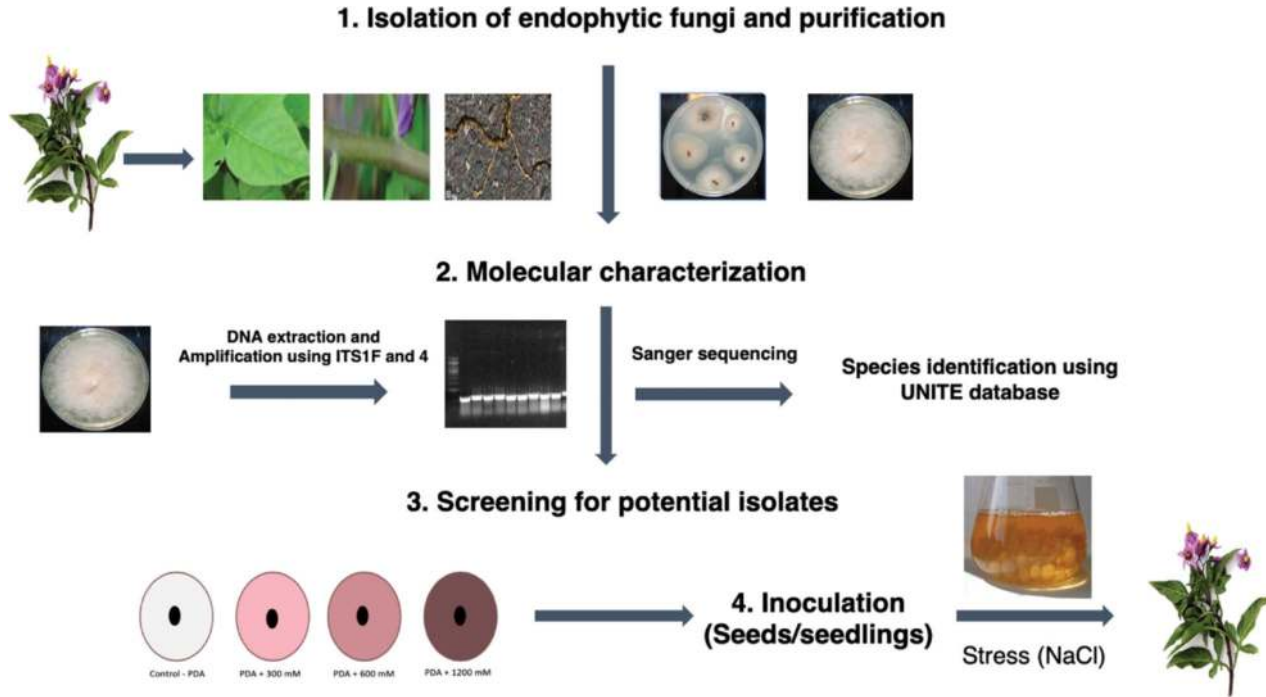 1. Isolation of endophytic fungi and purification
2. Molecular characterization
DNA extraction and
Amplification using ITS1F and 4
Sanger sequencing
Species identification using
UNITE database
3. Screening for potential isolates
Control - PDA
PDA + 300 mM
PDA + 600 mM
PDA + 1200 mM
4. Inoculation
(Seeds/seedlings)
Stress (NaCl)